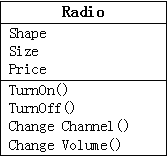 Radio
Shape
Size
Price
TurnOn()
TurnOff()
Change Channel()
Change Volume()